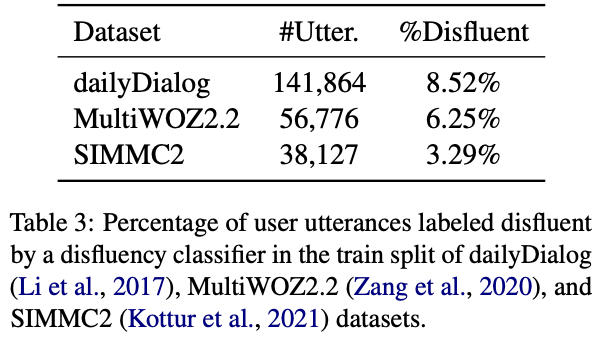 Dataset #Utter. %Disfluent
dailyDialog 141,864 8.52%
MultiWOZ2.2 56,776 6.25%
SIMMC2 38,127 3.29%
Table 3: Percentage of user utterances labeled disfluent
by a disfluency classifier in the train split of dailyDialog
(Li et al., 2017), MultiWOZ2.2 (Zang et al., 2020), and
SIMMC2 (Kottur et al., 2021) datasets.